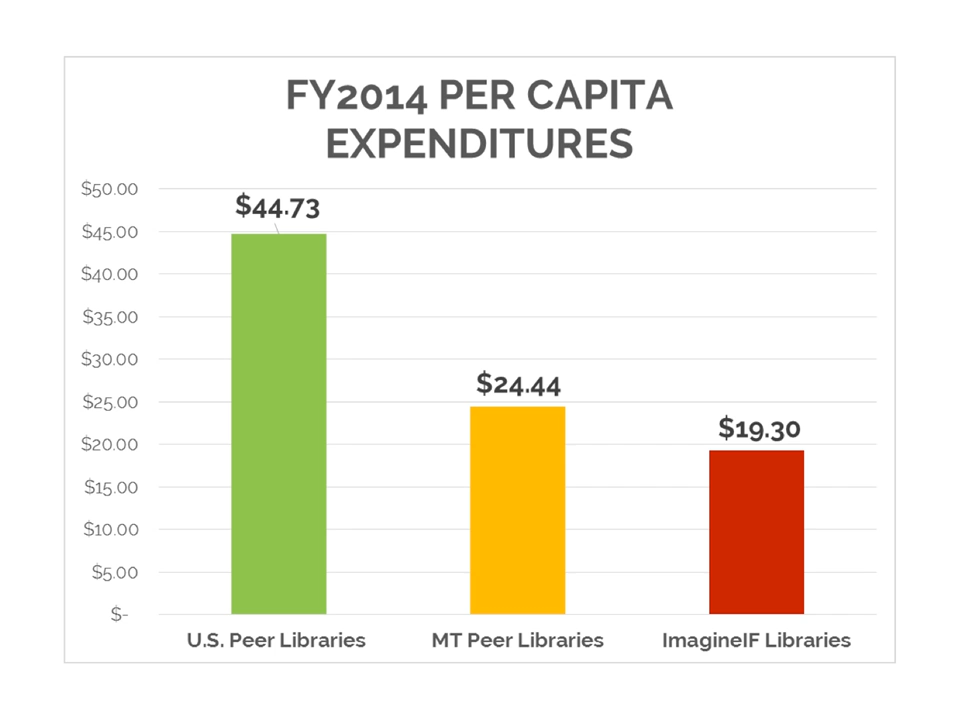 FY2014 PER CAPITA
EXPENDITURES
$50.00
$44.73
$45.00
$40.00
$35.00
$30.00
$25.00
$24.44
$20.00
$19.30
$15.00
$10.00
$5.00
$-
U.S. Peer Libraries
MT Peer Libraries
ImagineIF Libraries